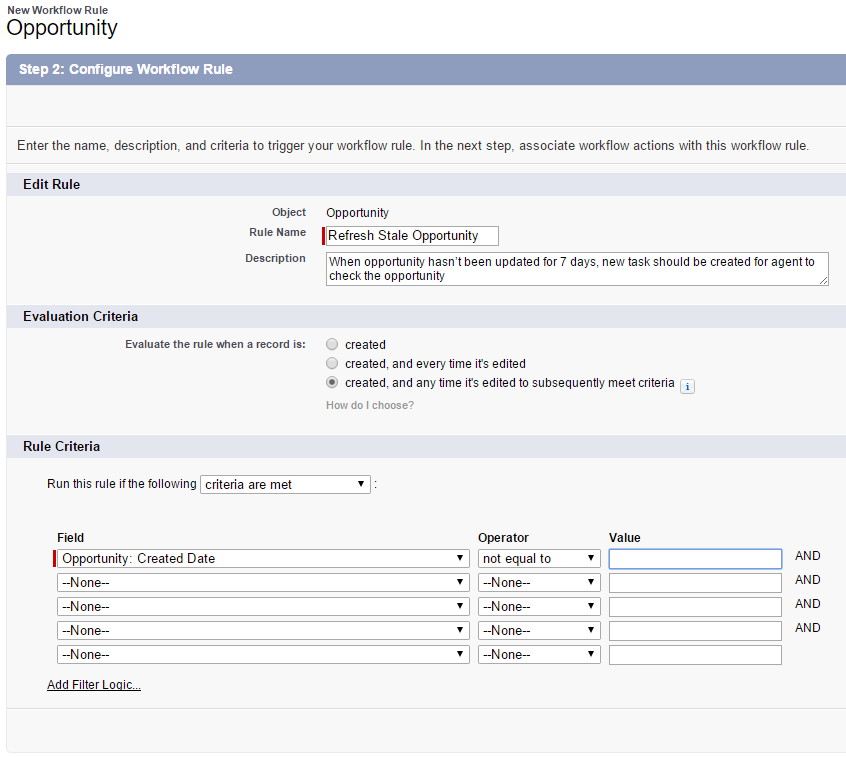 New Workflow Rule
Opportunity
Step 2: Configure Workflow Rule
Enter the name, description, and criteria to trigger your workflow rule. In the next step, associate workflow actions with this workflow rule.
Edit Rule
Object Opportunity
Rule Name Refresh Stale Opportunity
Description When opportunity hasn't been updated for 7 days, new task should be created for agent to
check the opportunity
Evaluation Criteria
Evaluate the rule when a record is: created
created, and every time it's edited
created, and any time it's edited to subsequently meet criteria i
How do I choose?
Rule Criteria
Run this rule if the following criteria are met :
Field Operator Value
Opportunity: Created Date not equal to AND
--None-- --None-- AND
--None-- --None-- AND
--None-- --None-- AND
--None-- --None--
Add Filter Logic...